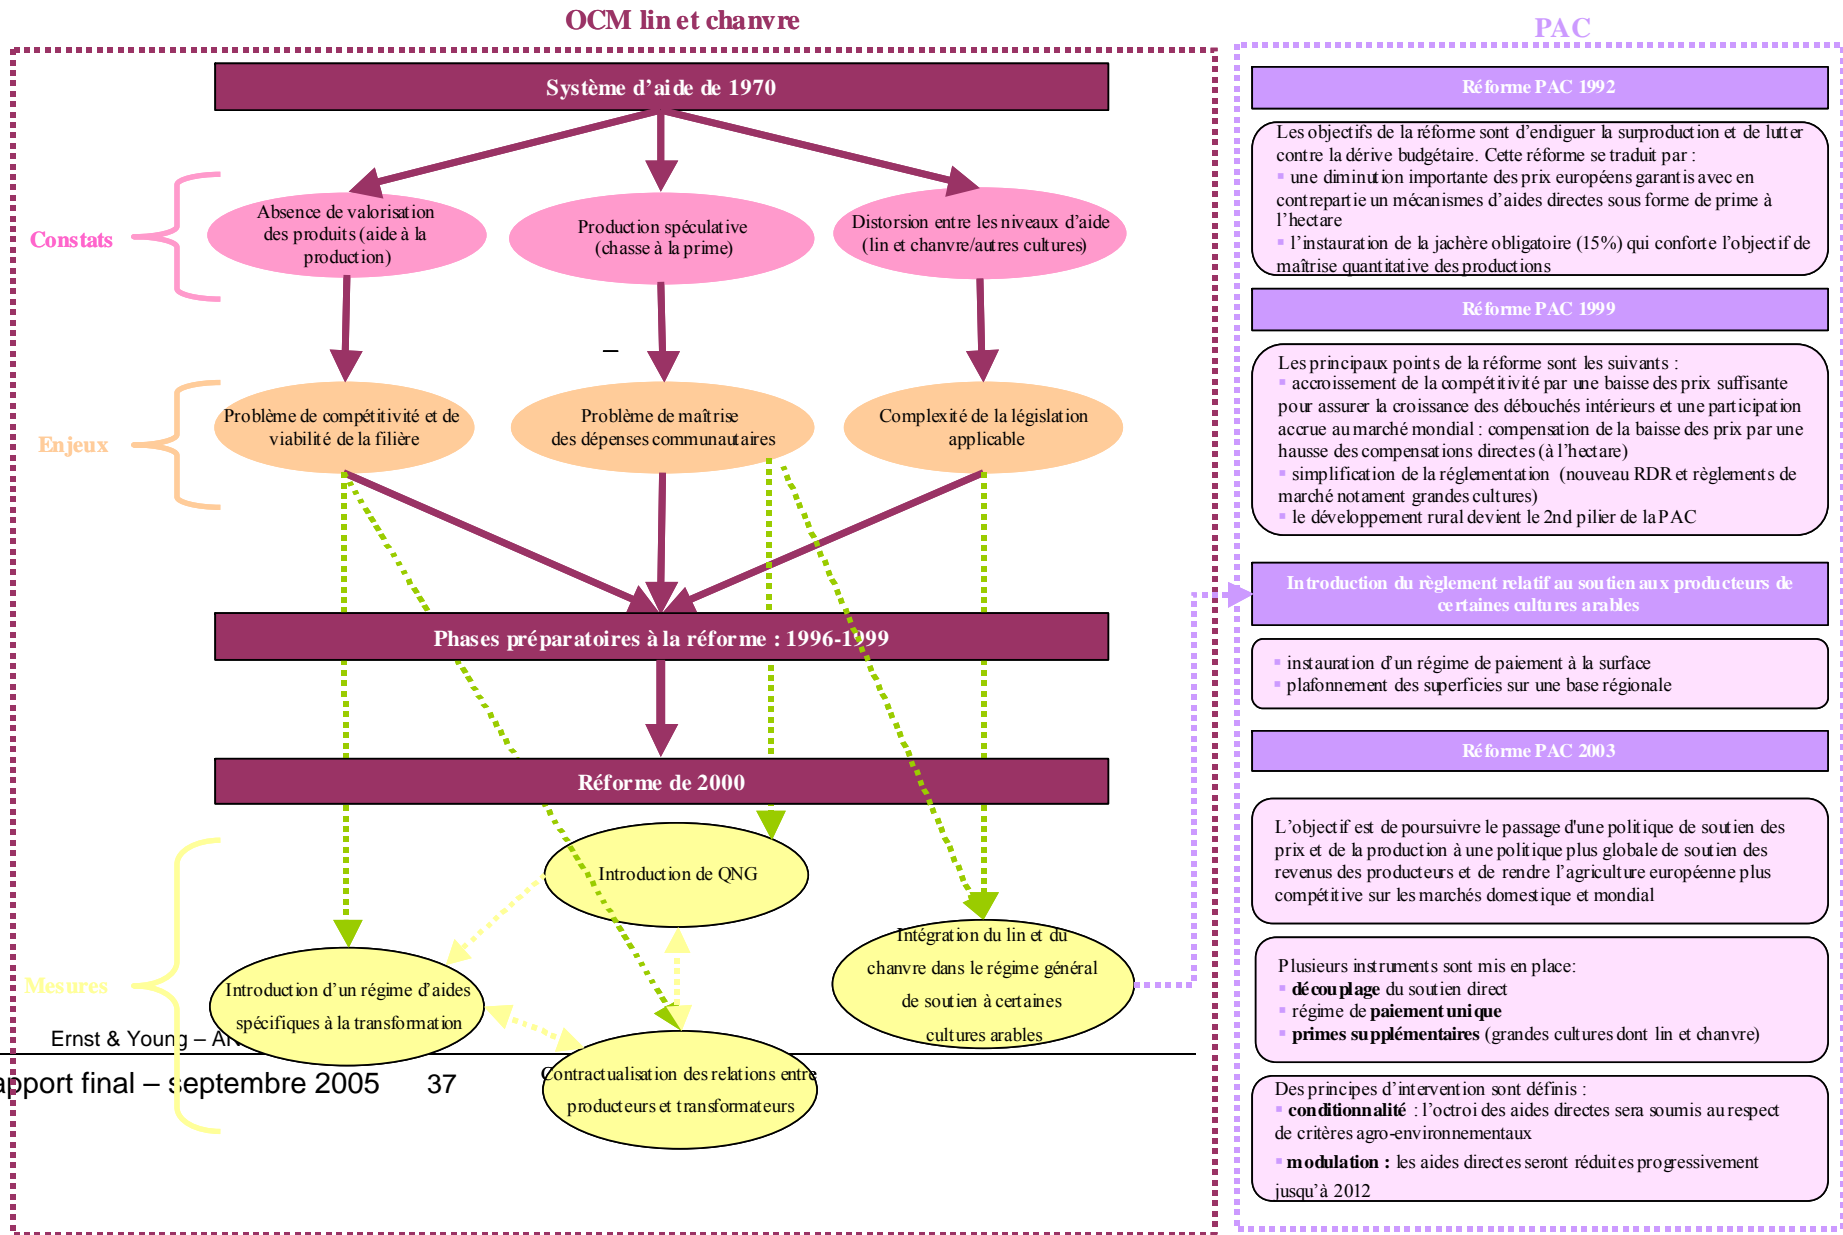 OCM lin et chanvre
Système d'aide de 1970
Constats
Absence de valorisation
des produits (aide à la
production)
Production spéculative
(chasse à la prime)
Distorsion entre les niveaux d'aide
(lin et chanvre/autres cultures)
–
Enjeux
Problème de compétitivité et de
viabilité de la filière
Problème de maîtrise
des dépenses communautaires
Complexité de la législation
applicable
Phases préparatoires à la réforme : 1996-1999
Réforme de 2000
Mesures
Introduction de QNG
Introduction d'un régime d'aides
spécifiques à la transformation
Intégration du lin et du
chanvre dans le régime général
de soutien à certaines
cultures arables
Contractualisation des relations entre
producteurs et transformateurs
Ernst & Young –
apport final – septembre 2005 37
PAC
Réforme PAC 1992
Les objectifs de la réforme sont d'endiguer la surproduction et de lutter
contre la dérive budgétaire. Cette réforme se traduit par :
▪ une diminution importante des prix européens garantis avec en
contrepartie un mécanismes d'aides directes sous forme de prime à
l'hectare
▪ l'instauration de la jachère obligatoire (15%) qui conforte l'objectif de
maîtrise quantitative des productions
Réforme PAC 1999
Les principaux points de la réforme sont les suivants :
▪ accroissement de la compétitivité par une baisse des prix suffisante
pour assurer la croissance des débouchés intérieurs et une participation
accrue au marché mondial : compensation de la baisse des prix par une
hausse des compensations directes (à l'hectare)
▪ simplification de la réglementation (nouveau RDR et règlements de
marché notament grandes cultures)
▪ le développement rural devient le 2nd pilier de la PAC
Introduction du règlement relatif au soutien aux producteurs de
certaines cultures arables
▪ instauration d'un régime de paiement à la surface
▪ plafonnement des superficies sur une base régionale
Réforme PAC 2003
L'objectif est de poursuivre le passage d'une politique de soutien des
prix et de la production à une politique plus globale de soutien des
revenus des producteurs et de rendre l'agriculture européenne plus
compétitive sur les marchés domestique et mondial
Plusieurs instruments sont mis en place:
▪ découplage du soutien direct
▪ régime de paiement unique
▪ primes supplémentaires (grandes cultures dont lin et chanvre)
Des principes d'intervention sont définis :
▪ conditionnalité : l'octroi des aides directes sera soumis au respect
de critères agro-environnementaux
▪ modulation : les aides directes seront réduites progressivement
jusqu'à 2012